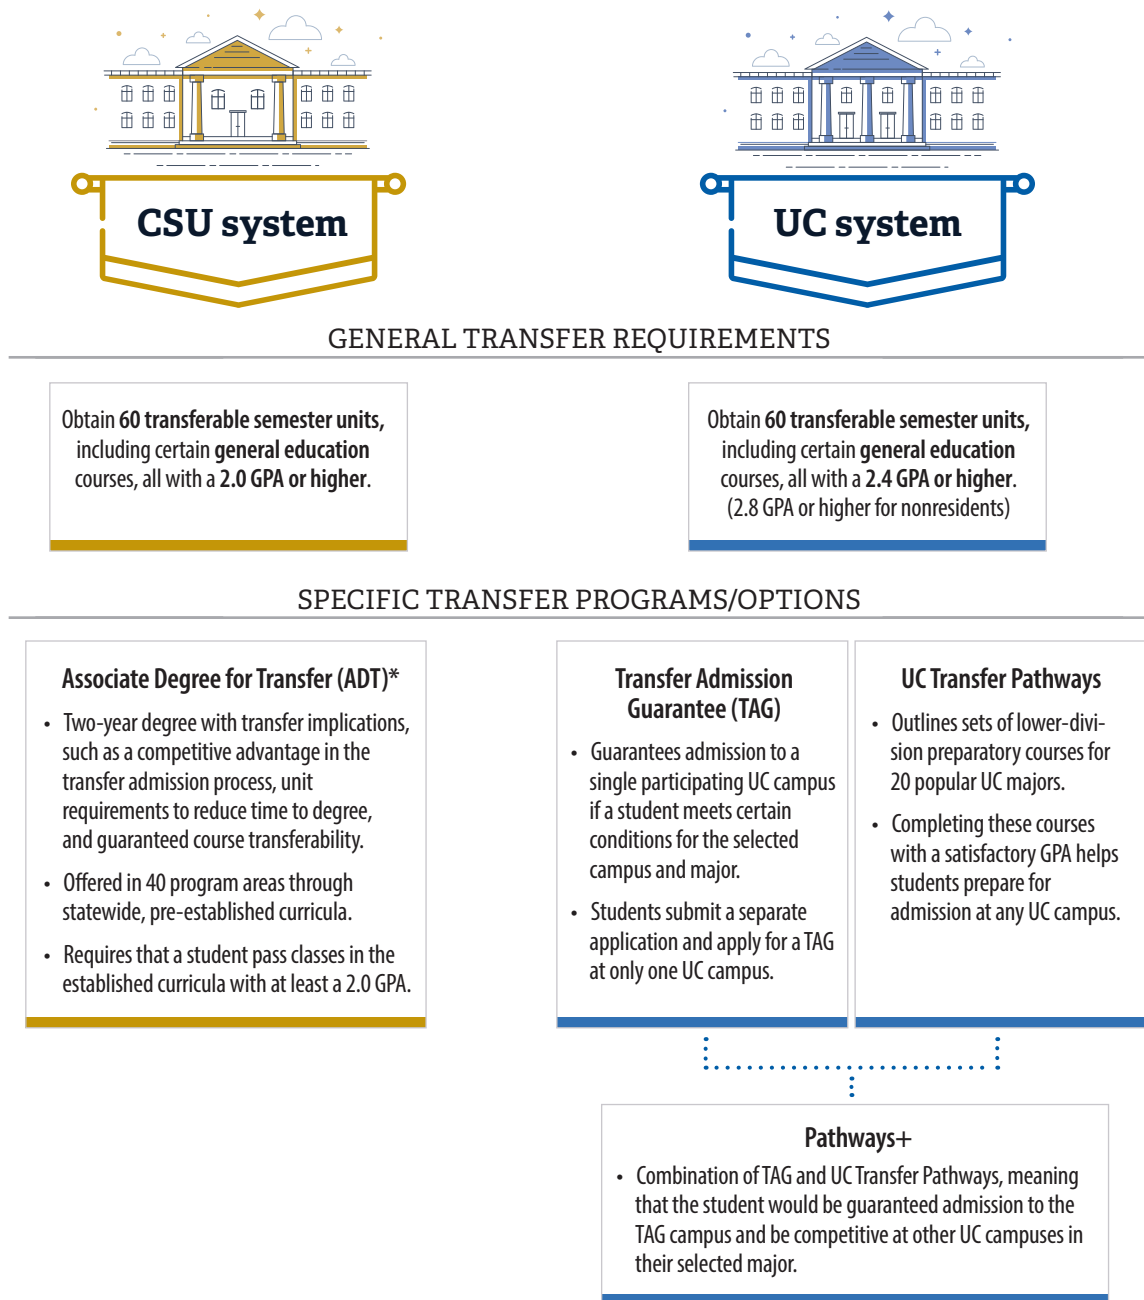 CSU system
UC system
GENERAL TRANSFER REQUIREMENTS
Obtain 60 transferable semester units,
including certain general education
courses, all with a 2.0 GPA or higher.
Obtain 60 transferable semester units,
including certain general education
courses, all with a 2.4 GPA or higher.
(2.8 GPA or higher for nonresidents)
SPECIFIC TRANSFER PROGRAMS/OPTIONS
Associate Degree for Transfer (ADT)*
• Two-year degree with transfer implications,
such as a competitive advantage in the
transfer admission process, unit
requirements to reduce time to degree,
and guaranteed course transferability.
• Offered in 40 program areas through
statewide, pre-established curricula.
• Requires that a student pass classes in the
established curricula with at least a 2.0 GPA.
Transfer Admission
Guarantee (TAG)
• Guarantees admission to a
single participating UC campus
if a student meets certain
conditions for the selected
campus and major.
• Students submit a separate
application and apply for a TAG
at only one UC campus.
UC Transfer Pathways
• Outlines sets of lower-divi-
sion preparatory courses for
20 popular UC majors.
• Completing these courses
with a satisfactory GPA helps
students prepare for
admission at any UC campus.
Pathways+
• Combination of TAG and UC Transfer Pathways, meaning
that the student would be guaranteed admission to the
TAG campus and be competitive at other UC campuses in
their selected major.